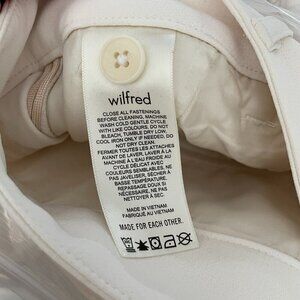 wilfred
CLOSE ALL FASTENINGS
BEFORE CLEANING, MACHINE
WASH COLD GENTLE CYCLE
WITH LIKE COLOURS, DO NOT
BLEACH, TUMBLE DRY LOW.
COOL IRON ONLY IF NEEDED, DO
NOT DRY CLEAN.
FERMER TOUTES LES ATTACHES
AVANT DE LAVER, LAVER À LA
MACHINE À L'EAU FROIDE AU
CYCLE DÉLICAT AVEC
COULEURS SEMBLABLES, NE
PAS JAVELISER, SÉCHER À
BASSE TEMPÉRATURE.
REPASSAGE DOUX SI
NÉCESSAIRE, NE PAS
NETTOYER À SEC.
MADE IN VIETNAM
FABRIQUÉ AU VIETNAM
MADE FOR EACH OTHER.